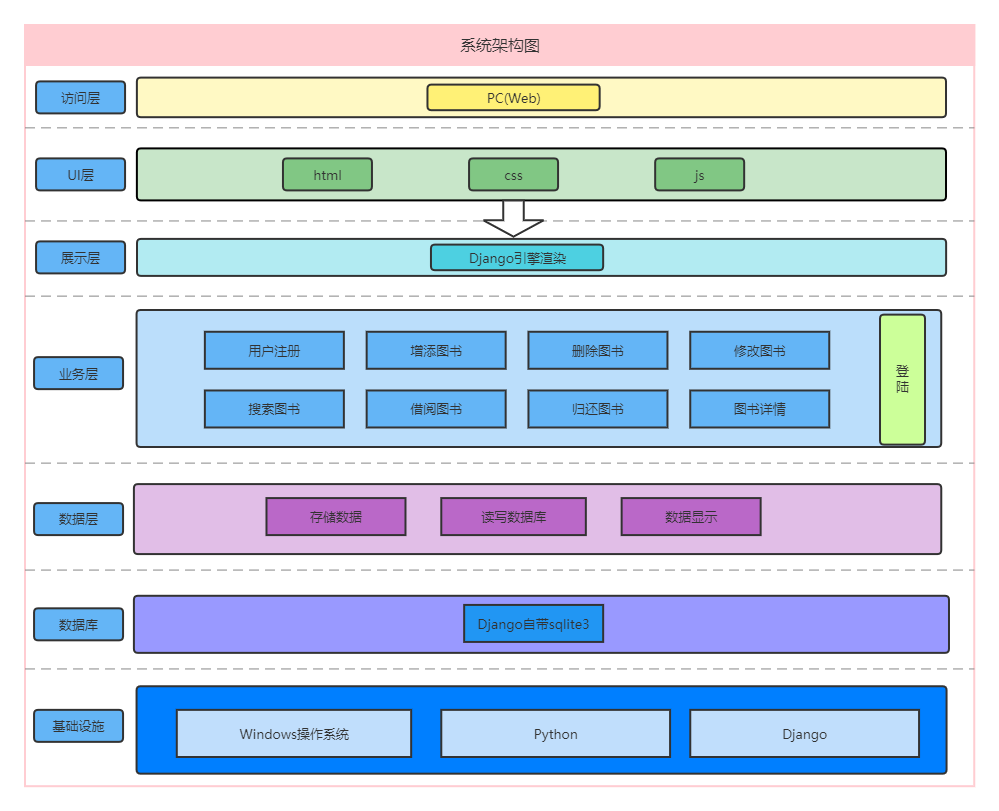 系统架构图
访问层
PC(Web)
UI层
html
css
js
展示层
Django引擎渲染
业务层
用户注册
增添图书
删除图书
修改图书
搜索图书
借阅图书
归还图书
图书详情
登
陆
数据层
存储数据
读写数据库
数据显示
数据库
Django自带sqlite3
基础设施
Windows操作系统
Python
Django